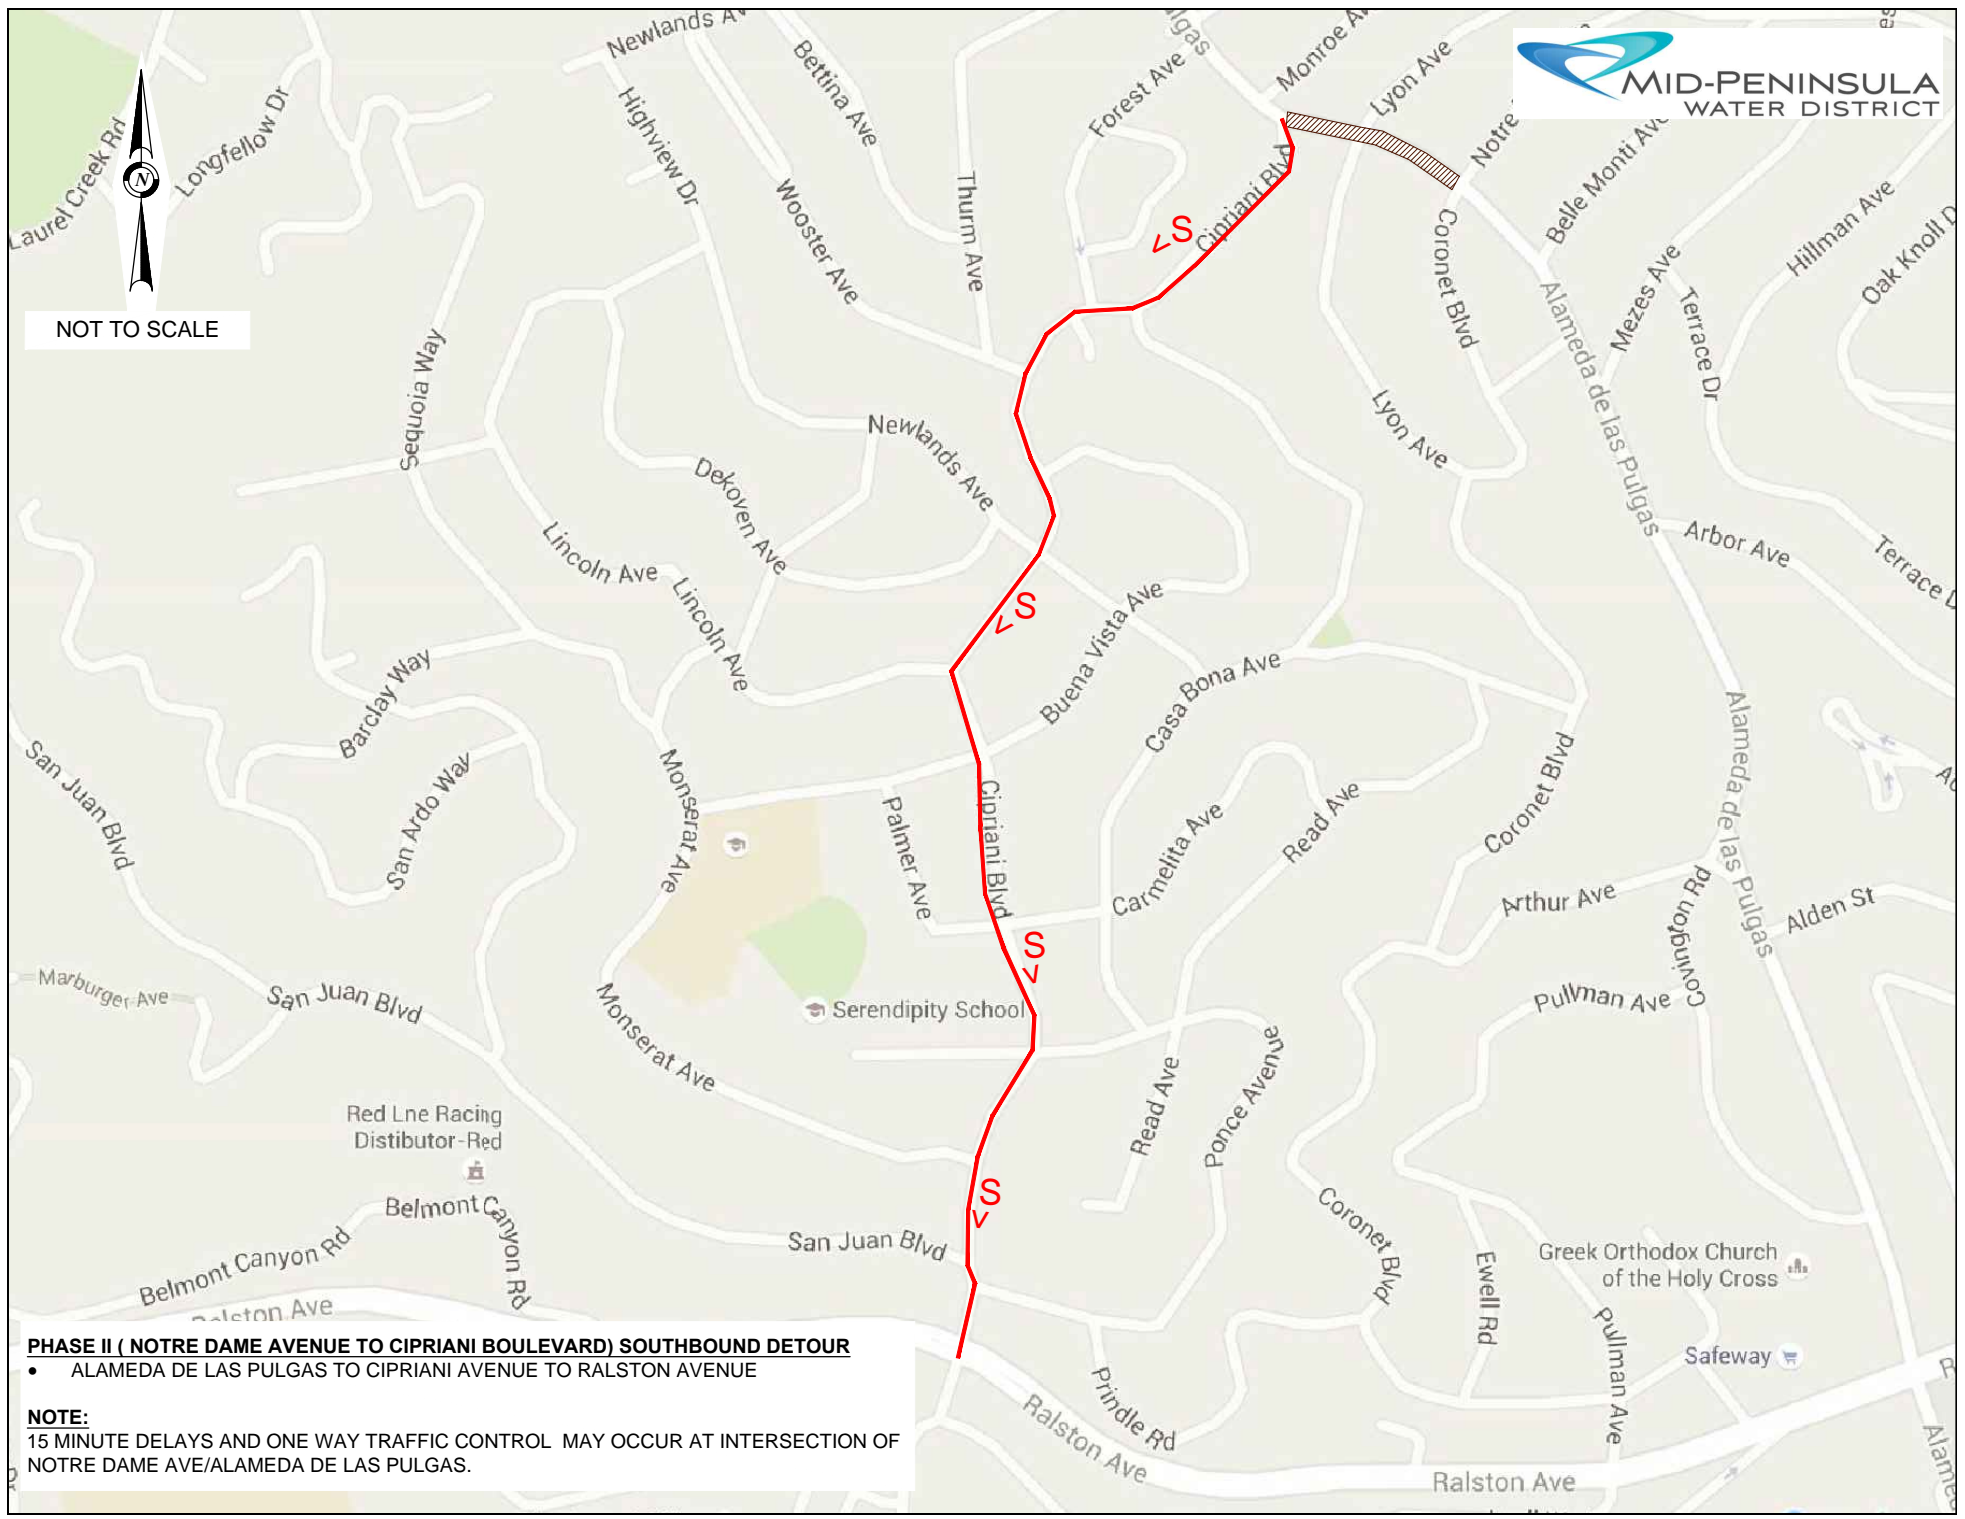 Newlands Av
Bettina Ave
Forest Ave
Monroe Av
Lyon Ave
MID-PENINSULA
WATER DISTRICT
Laurel Creek Rd
Longfellow Dr
N
NOT TO SCALE
Highview Dr
Wooster Ave
Thurm Ave
Cipriani Blvd
<S
Notre
Belle Monti Ave
Coronet Blvd
Hillman Ave
Oak Knoll D
Mezes Ave
Terrace Dr
Alameda de las Pulgas
Sequoia Way
Newlands Ave
Lyon Ave
Dekoven Ave
Lincoln Ave
Lincoln Ave
Arbor Ave
Terrace D
<S
Buena Vista Ave
Casa Bona Ave
Barclay Way
San Juan Blvd
San Ardo Way
Monserat Ave
Palmer Ave
Cipriani Blvd
Carmelita Ave
Read Ave
Coronet Blvd
Alameda de las Pulgas
Arthur Ave
Covington Rd
Alden St
Pullman Ave
S
<
Marburger Ave
San Juan Blvd
Serendipity School
Monserat Ave
Read Ave
Ponce Avenue
Red Lne Racing
Distibutor-Red
Belmont Canyon Rd
Belmont Canyon Rd
S
<
San Juan Blvd
Coronet Blvd
Ewell Rd
Greek Orthodox Church
of the Holy Cross
Ralston Ave
Pullman Ave
Safeway
Prindle Rd
Ralston Ave
Ralston Ave
Alame
PHASE II ( NOTRE DAME AVENUE TO CIPRIANI BOULEVARD) SOUTHBOUND DETOUR
• ALAMEDA DE LAS PULGAS TO CIPRIANI AVENUE TO RALSTON AVENUE
NOTE:
15 MINUTE DELAYS AND ONE WAY TRAFFIC CONTROL MAY OCCUR AT INTERSECTION OF
NOTRE DAME AVE/ALAMEDA DE LAS PULGAS.